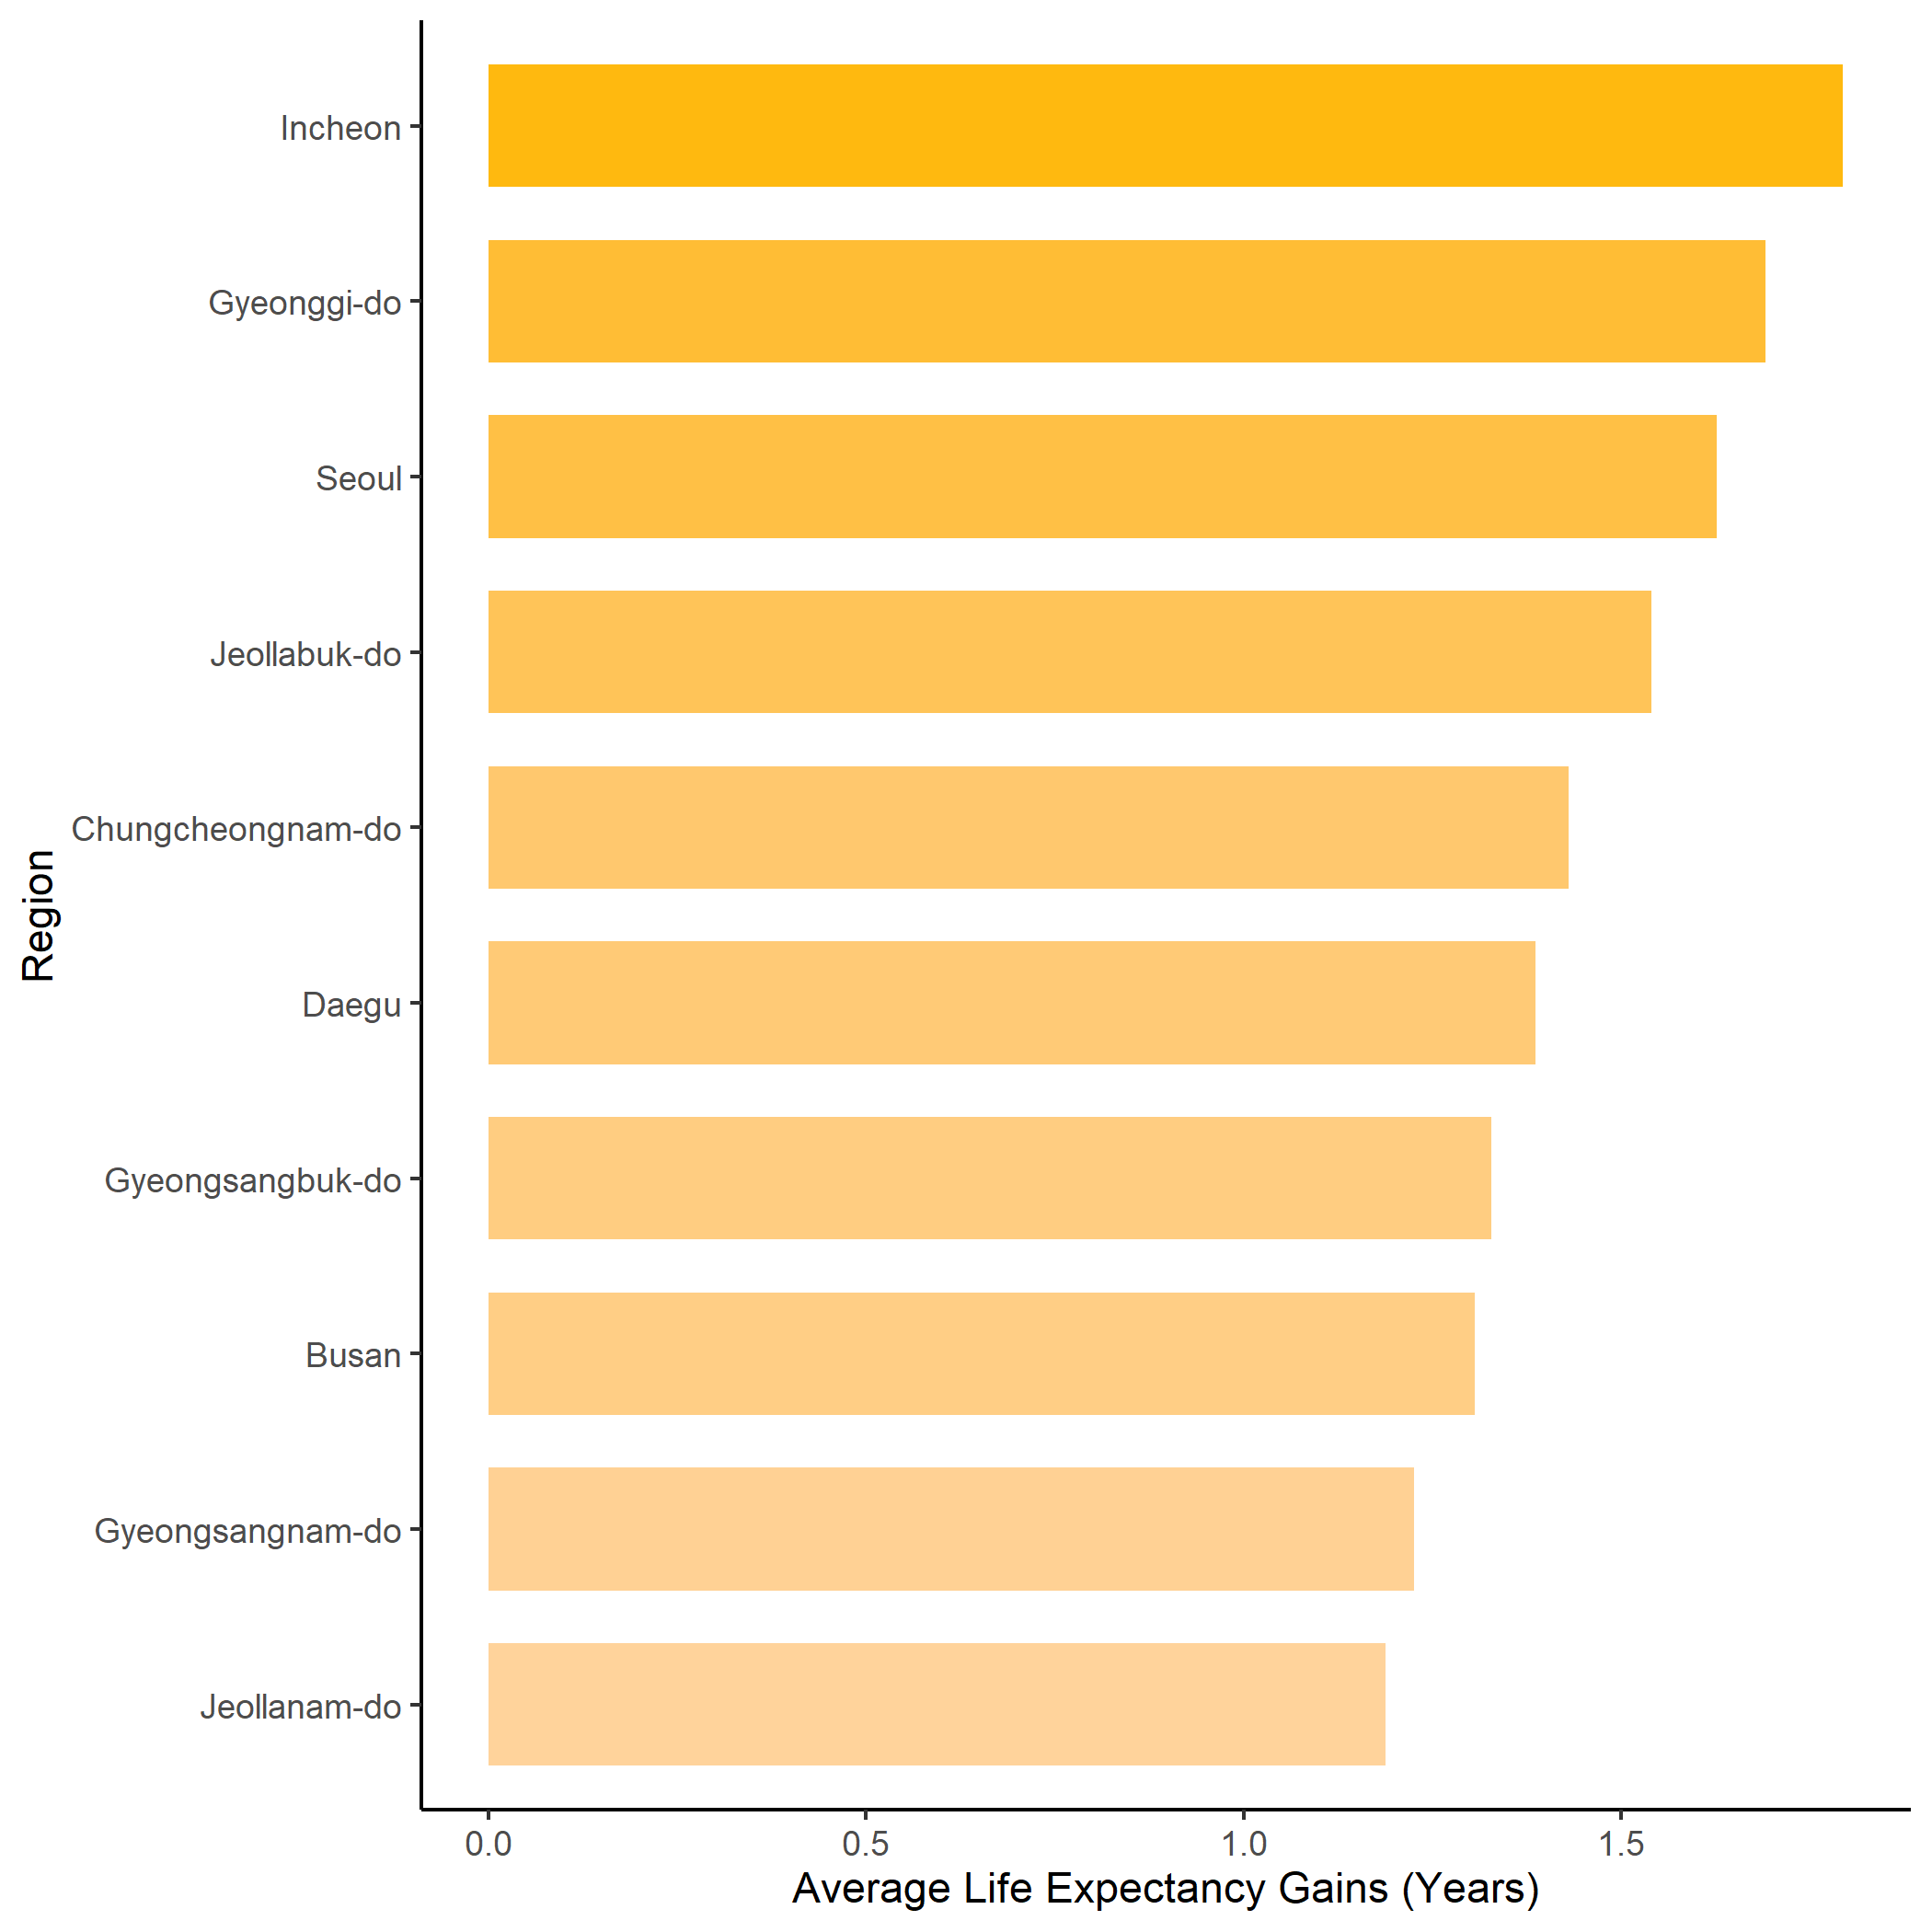 Incheon
Gyeonggi-do
Seoul
Jeollabuk-do
Chungcheongnam-do
Daegu
Gyeongsangbuk-do
Busan
Gyeongsangnam-do
Jeollanam-do
Region
0.0 0.5 1.0 1.5
Average Life Expectancy Gains (Years)